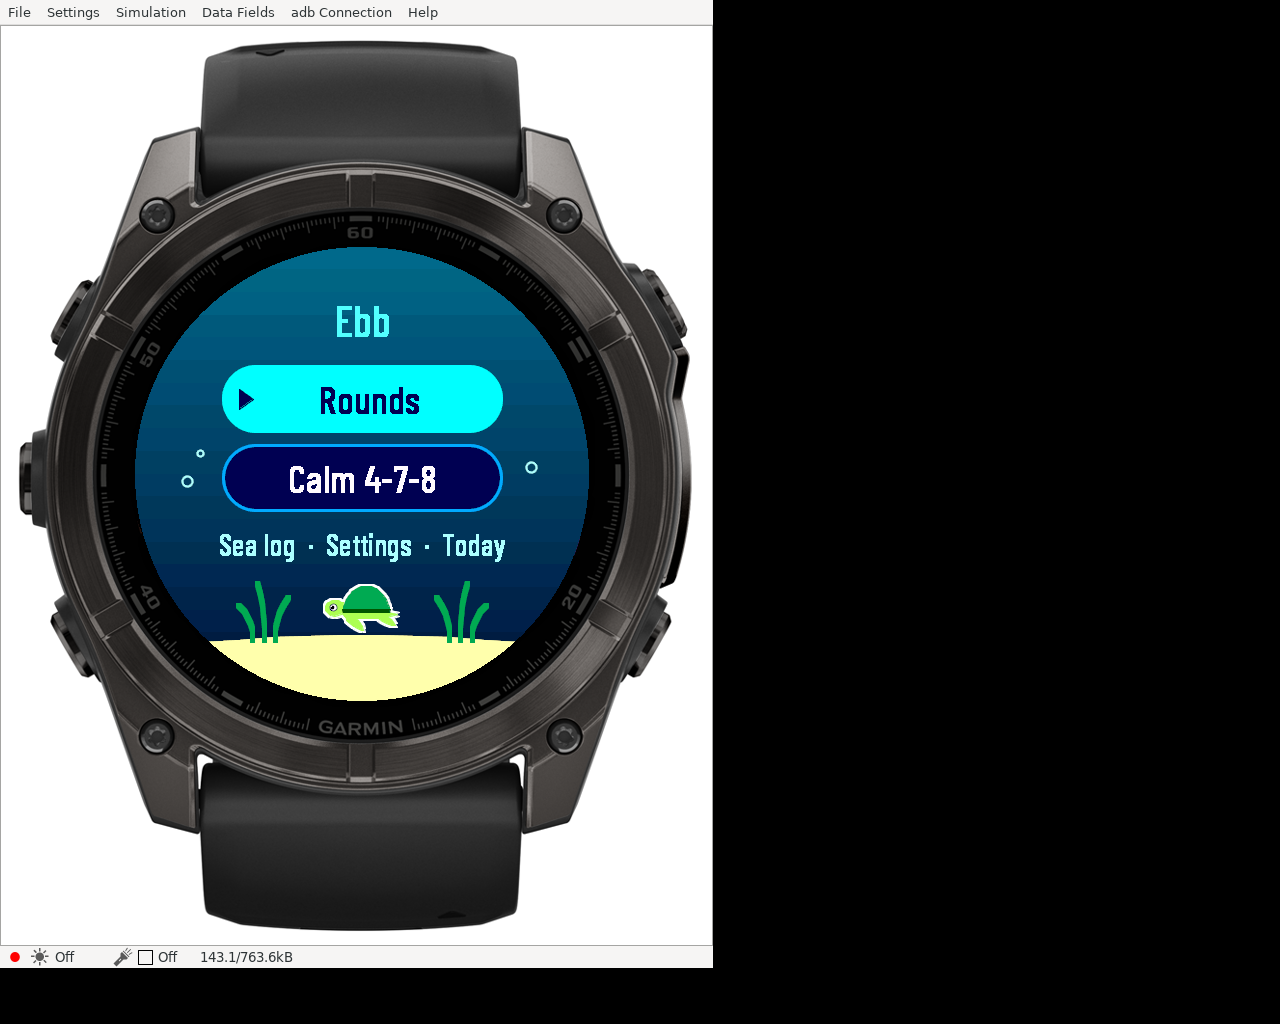 File Settings Simulation Data Fields adb Connection Help
60
50
Ebb
Rounds
Calm 4-7-8
Sea log · Settings · Today
40
20
GARMIN
Off Off 143.1/763.6kB